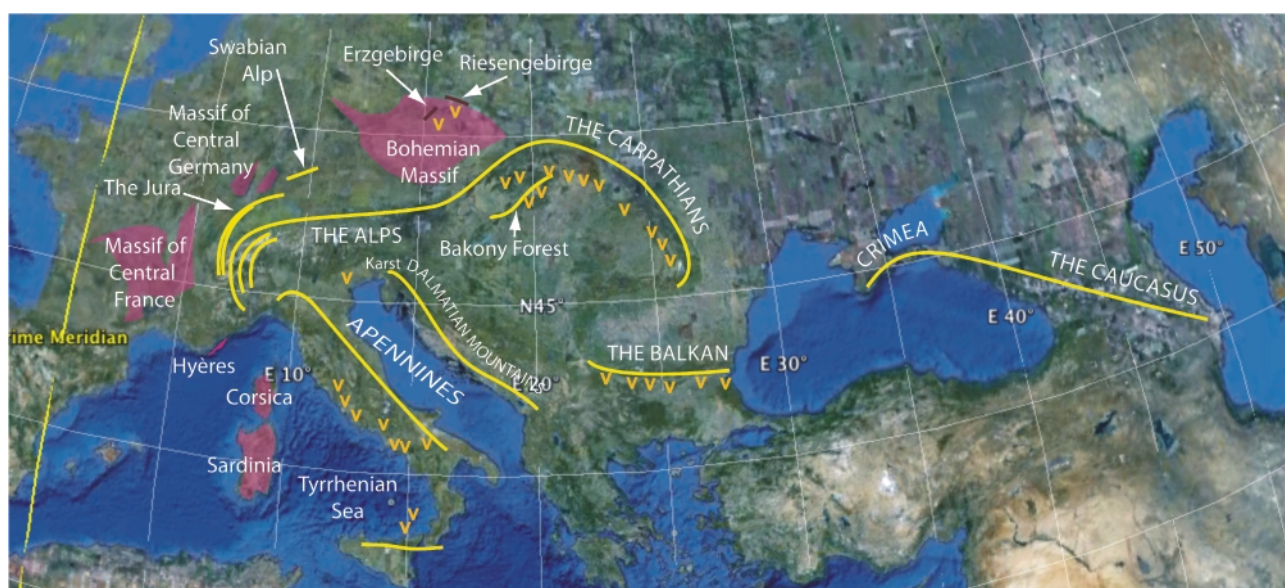 Swabian
Alp
Erzgebirge
Riesengebirge
Massif of
Central
Germany
The Jura
Bohemian
Massif
THE CARPATHIANS
Massif of
Central
France
THE ALPS
Bakony Forest
Karst
DALMATIAN MOUNTAINS
CRIMEA
THE CAUCASUS
E 50°
N45°
E 40°
ime Meridian
Hyères
APENNINES
THE BALKAN
E 30°
E 10°
Corsica
Sardinia
Tyrrhenian
Sea
V V V V V V V V V V V V V V V V V V V V V V V V V V V V V